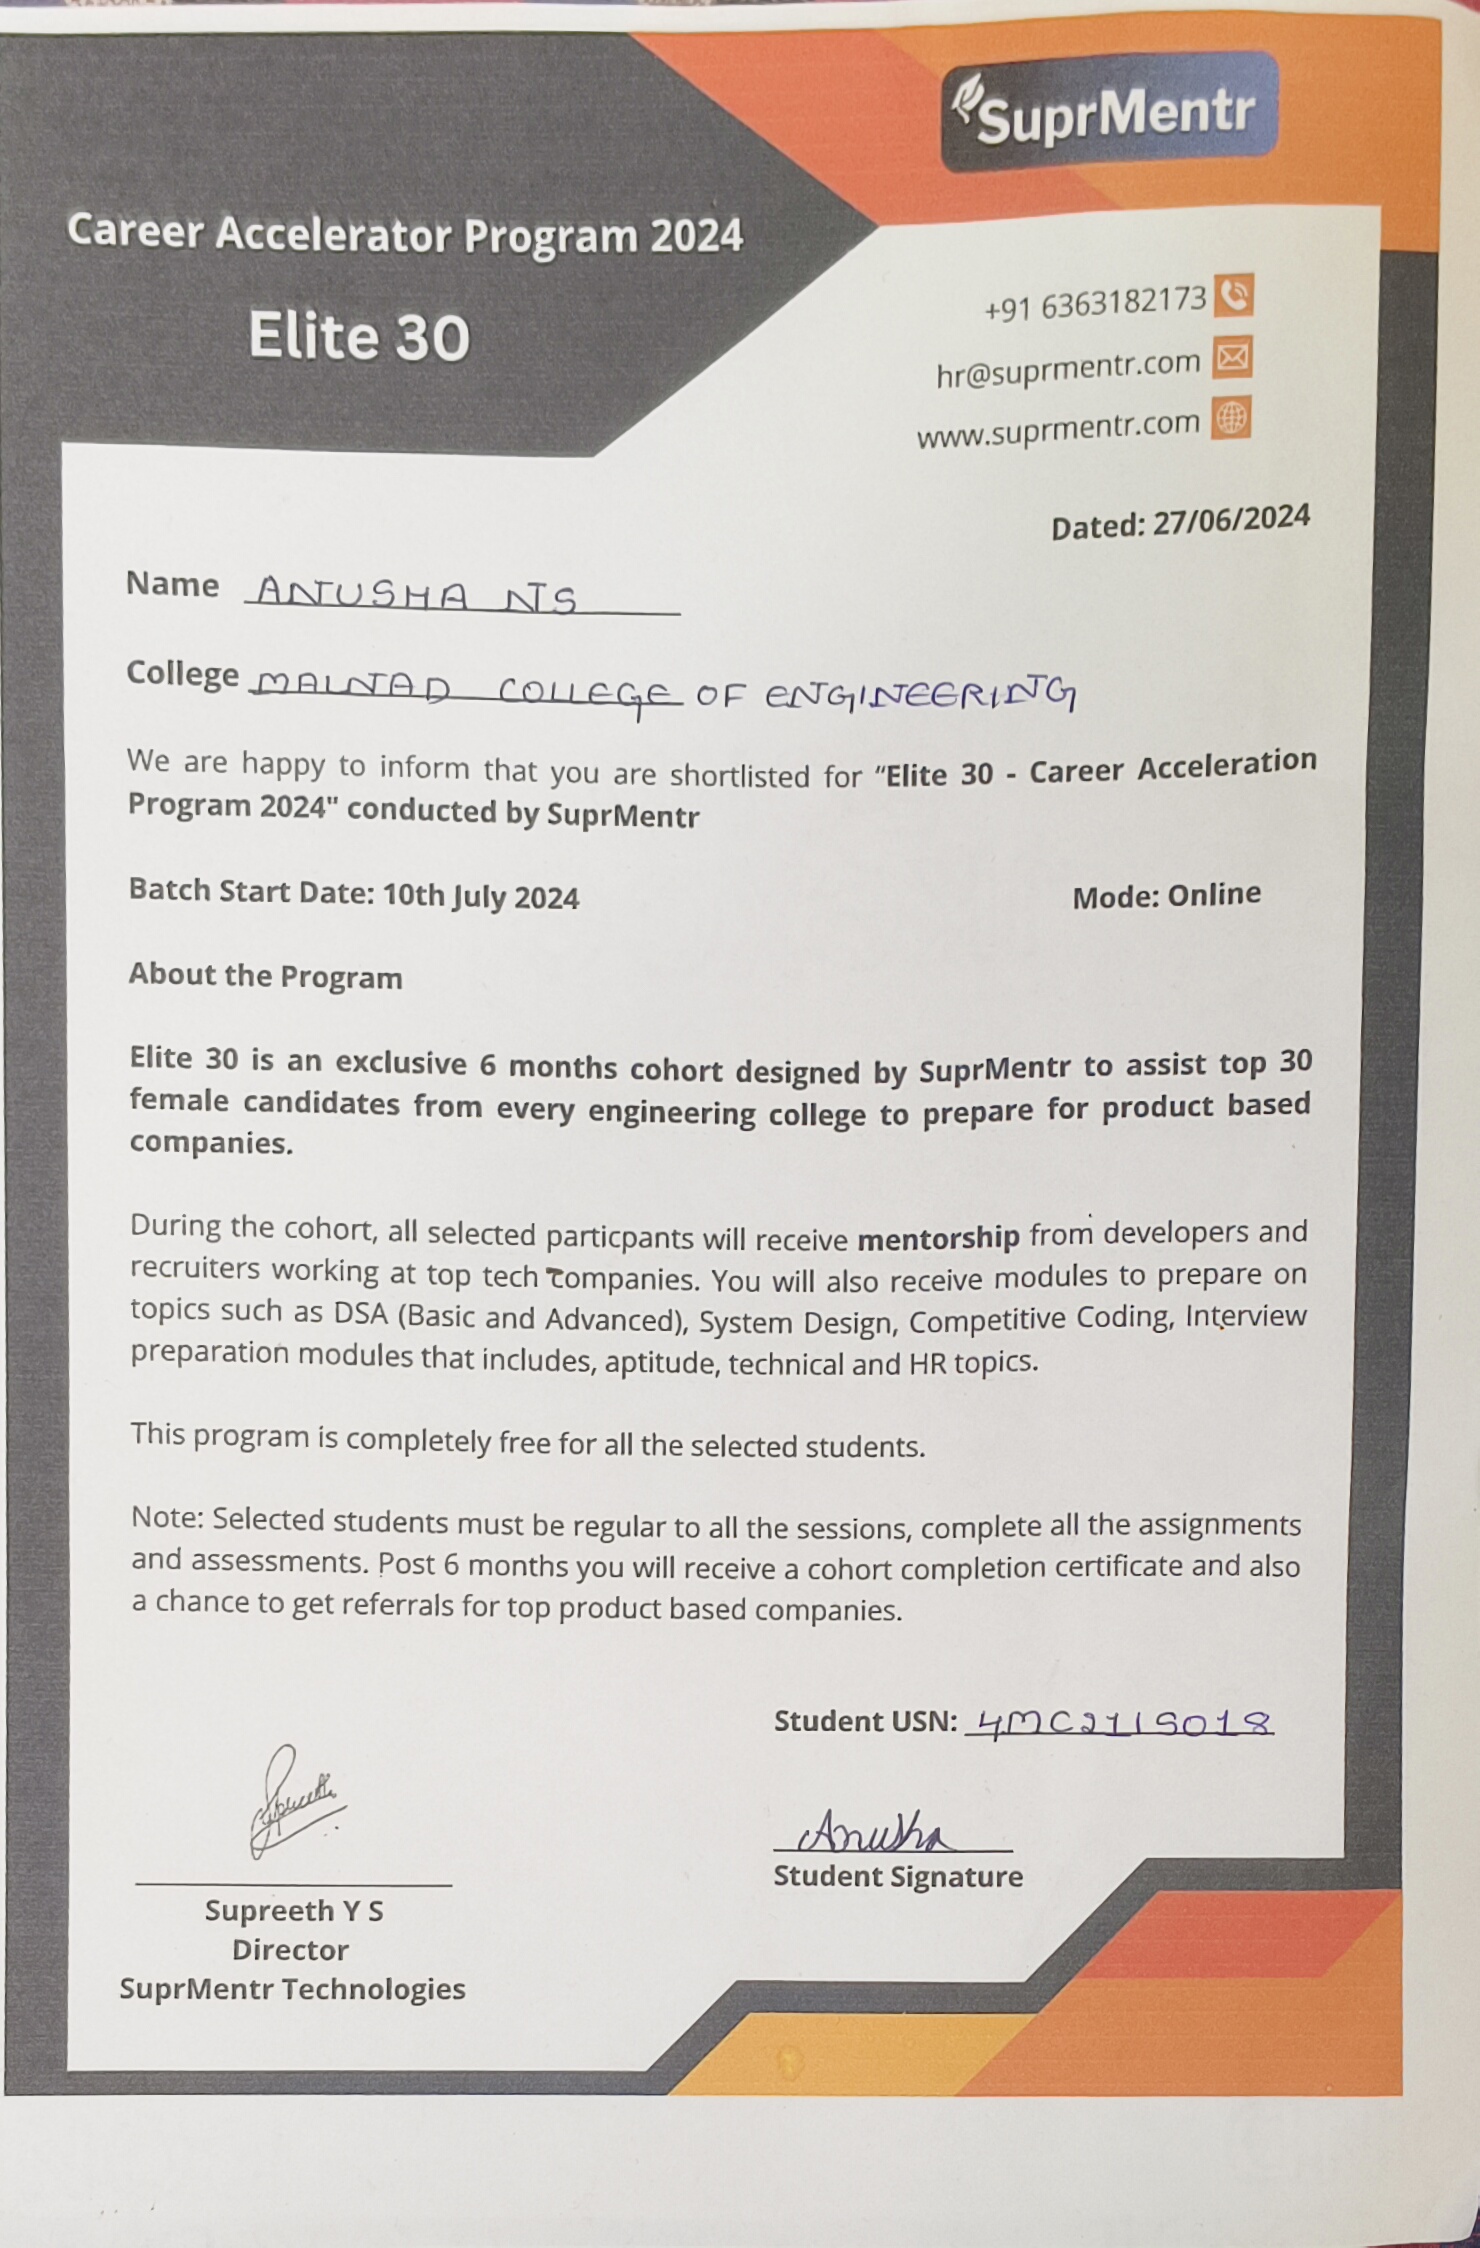 SuprMentr
Career Accelerator Program 2024
Elite 30
+91 6363182173
hr@suprmentr.com
www.suprmentr.com
Dated: 27/06/2024
Name ANUSHA NS
College MALNAD COLLEGE OF ENGINEERING
We are happy to inform that you are shortlisted for "Elite 30 - Career Acceleration
Program 2024" conducted by SuprMentr
Batch Start Date: 10th July 2024 Mode: Online
About the Program
Elite 30 is an exclusive 6 months cohort designed by SuprMentr to assist top 30
female candidates from every engineering college to prepare for product based
companies.
During the cohort, all selected particpants will receive mentorship from developers and
recruiters working at top tech companies. You will also receive modules to prepare on
topics such as DSA (Basic and Advanced), System Design, Competitive Coding, Interview
preparation modules that includes, aptitude, technical and HR topics.
This program is completely free for all the selected students.
Note: Selected students must be regular to all the sessions, complete all the assignments
and assessments. Post 6 months you will receive a cohort completion certificate and also
a chance to get referrals for top product based companies.
Student USN: 4MC21IS018
Anusha
Student Signature
Supreeth Y S
Director
SuprMentr Technologies